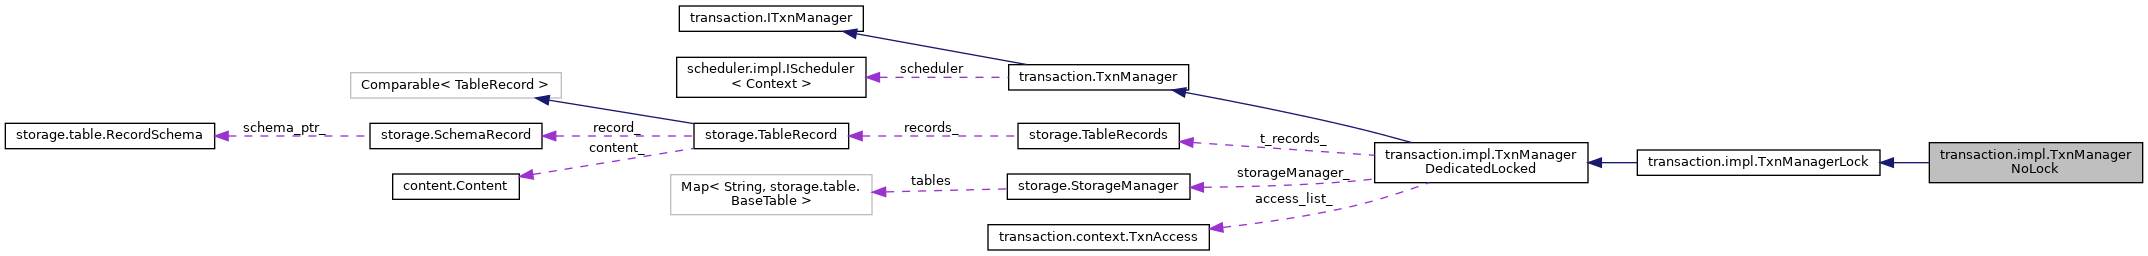 transaction.ITxnManager
scheduler.impl.IScheduler
< Context >
scheduler
transaction.TxnManager
Comparable< TableRecord >
storage.table.RecordSchema
schema_ptr_
storage.SchemaRecord
record_
content_
storage.TableRecord
records_
storage.TableRecords
t_records_
content.Content
Map< String, storage.table.
BaseTable >
tables
storage.StorageManager
storageManager_
access_list_
transaction.context.TxnAccess
transaction.impl.TxnManager
DedicatedLocked
transaction.impl.TxnManagerLock
transaction.impl.TxnManager
NoLock